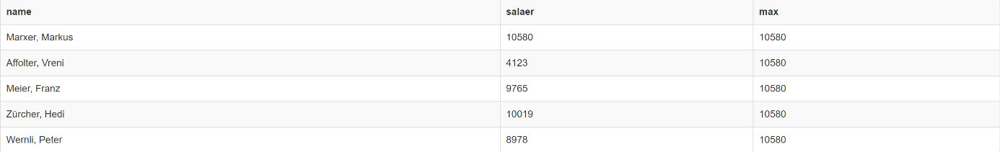 name salaer max
Marxer, Markus 10580 10580
Affolter, Vreni 4123 10580
Meier, Franz 9765 10580
Zürcher, Hedi 10019 10580
Wernli, Peter 8978 10580